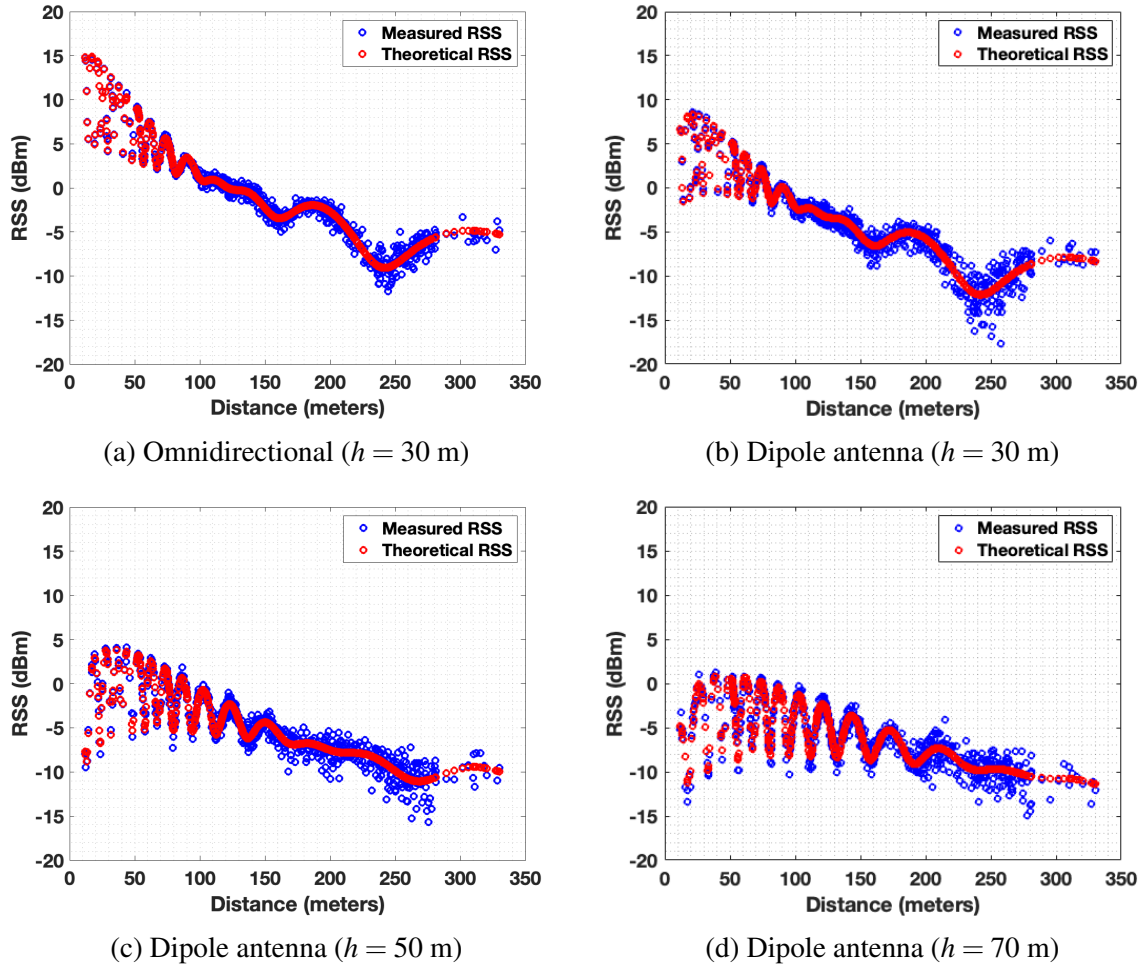 20
15
10
5
0
-5
-10
-15
-20
RSS (dBm)
Measured RSS
Theoretical RSS
0 50 100 150 200 250 300 350
Distance (meters)
(a) Omnidirectional (h = 30 m)
20
15
10
5
0
-5
-10
-15
-20
RSS (dBm)
Measured RSS
Theoretical RSS
0 50 100 150 200 250 300 350
Distance (meters)
(b) Dipole antenna (h = 30 m)
20
15
10
5
0
-5
-10
-15
-20
RSS (dBm)
Measured RSS
Theoretical RSS
0 50 100 150 200 250 300 350
Distance (meters)
(c) Dipole antenna (h = 50 m)
20
15
10
5
0
-5
-10
-15
-20
RSS (dBm)
Measured RSS
Theoretical RSS
0 50 100 150 200 250 300 350
Distance (meters)
(d) Dipole antenna (h = 70 m)